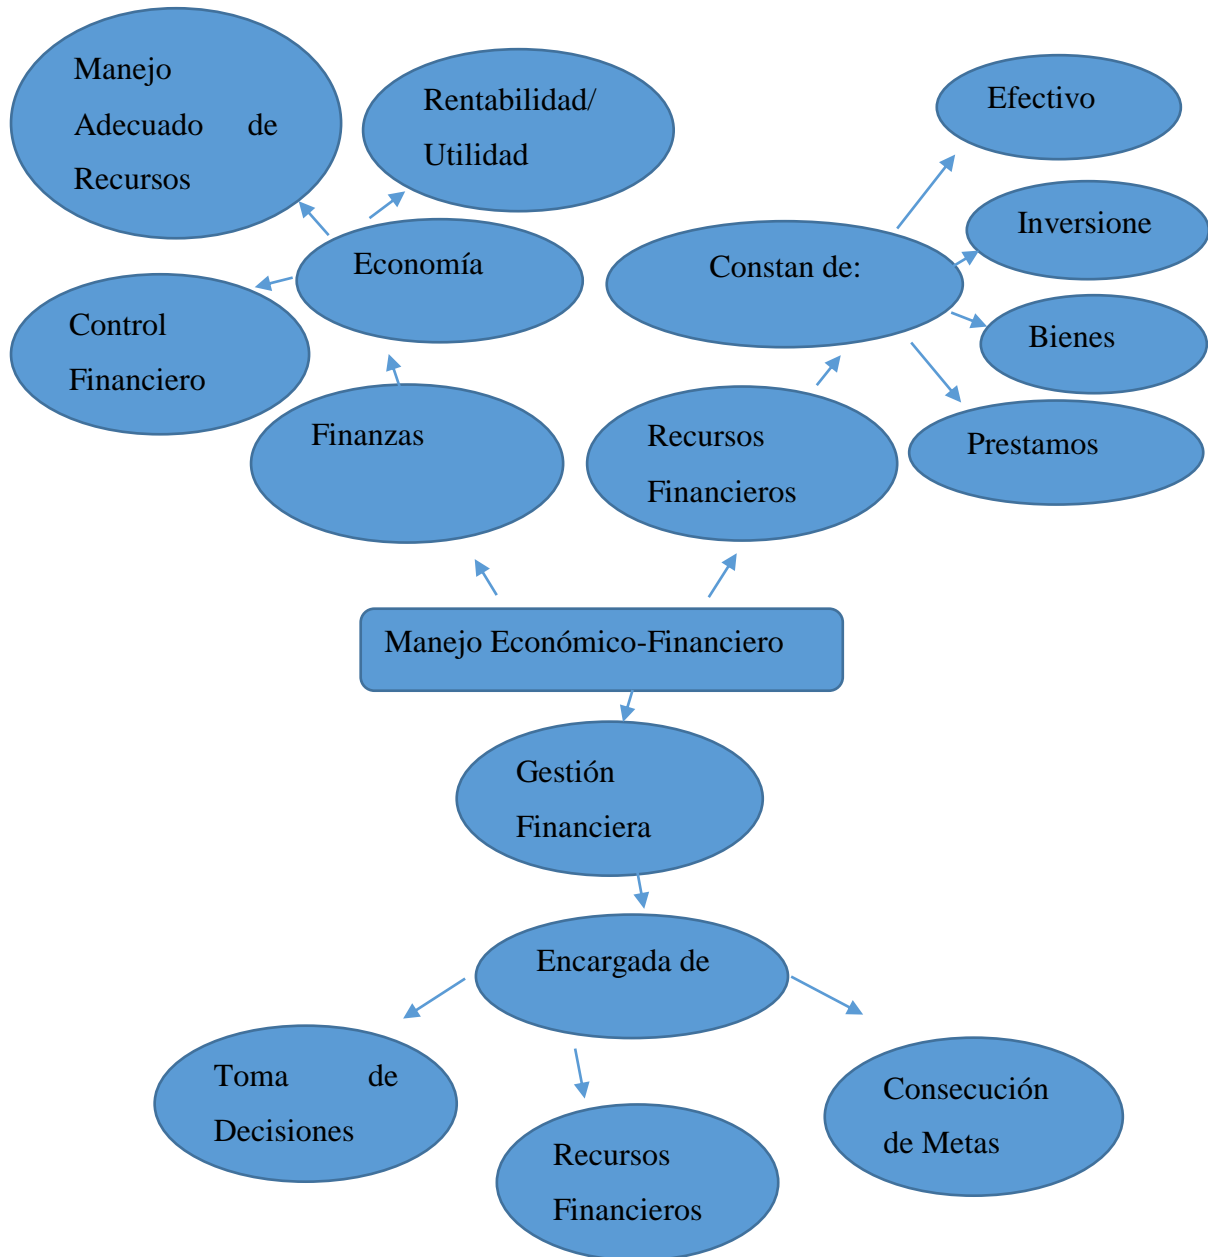 Manejo
Adecuado de
Recursos
Rentabilidad/
Utilidad
Efectivo
Inversione
Economía
Constan de:
Control
Financiero
Bienes
Finanzas
Recursos
Financieros
Prestamos
Manejo Económico-Financiero
Gestión
Financiera
Encargada de
Toma de
Decisiones
Recursos
Financieros
Consecución
de Metas